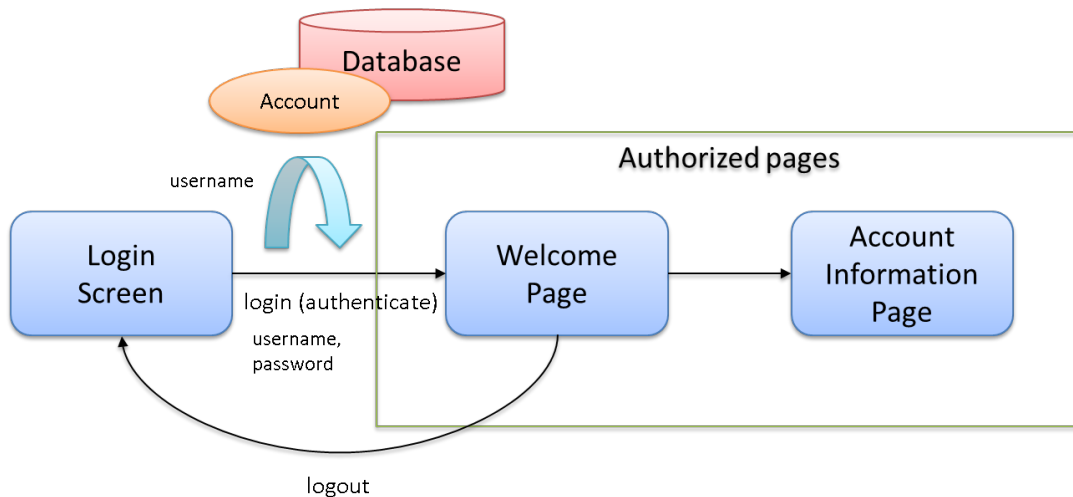 Database
Account
Authorized pages
username
Login
Screen
Welcome
Page
Account
Information
Page
login (authenticate)
username,
password
logout